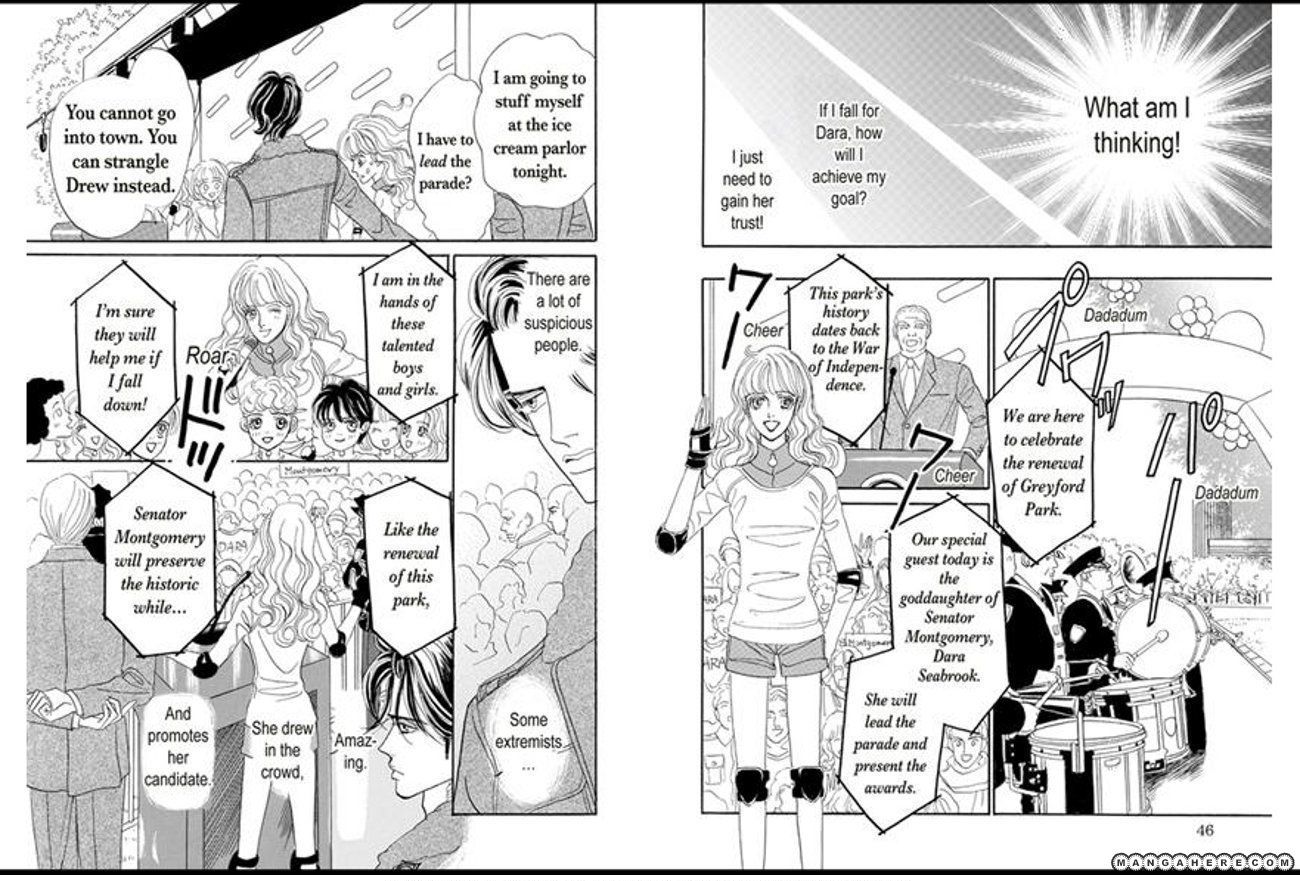 What am I
thinking!
If I fall for
Dara, how
will I
achieve my
goal?
I just
need to
gain her
trust!
Dadadum
Dadadum
We are here
to celebrate
the renewal
of Greyford
Park.
This park's
history
dates back
to the War
of Indepen-
dence.
Cheer
Cheer
Our special
guest today is
the
goddaughter of
Senator
Montgomery,
Dara
Seabrook.
She will
lead the
parade and
present the
awards.
Montgomery
DARA
46
I am going to
stuff myself
at the ice
cream parlor
tonight.
I have to
lead the
parade?
You cannot go
into town. You
can strangle
Drew instead.
There are
a lot of
suspicious
people.
Some
extremists
...
I am in the
hands of
these
talented
boys
and girls.
Roar
ドドッ
I'm sure
they will
help me if
I fall
down!
Montgomery
DARA
Like the
renewal
of this
park,
Senator
Montgomery
will preserve
the historic
while...
Amaz-
ing.
She drew
in the
crowd,
And
promotes
her
candidate.
MANGAHERE.COM